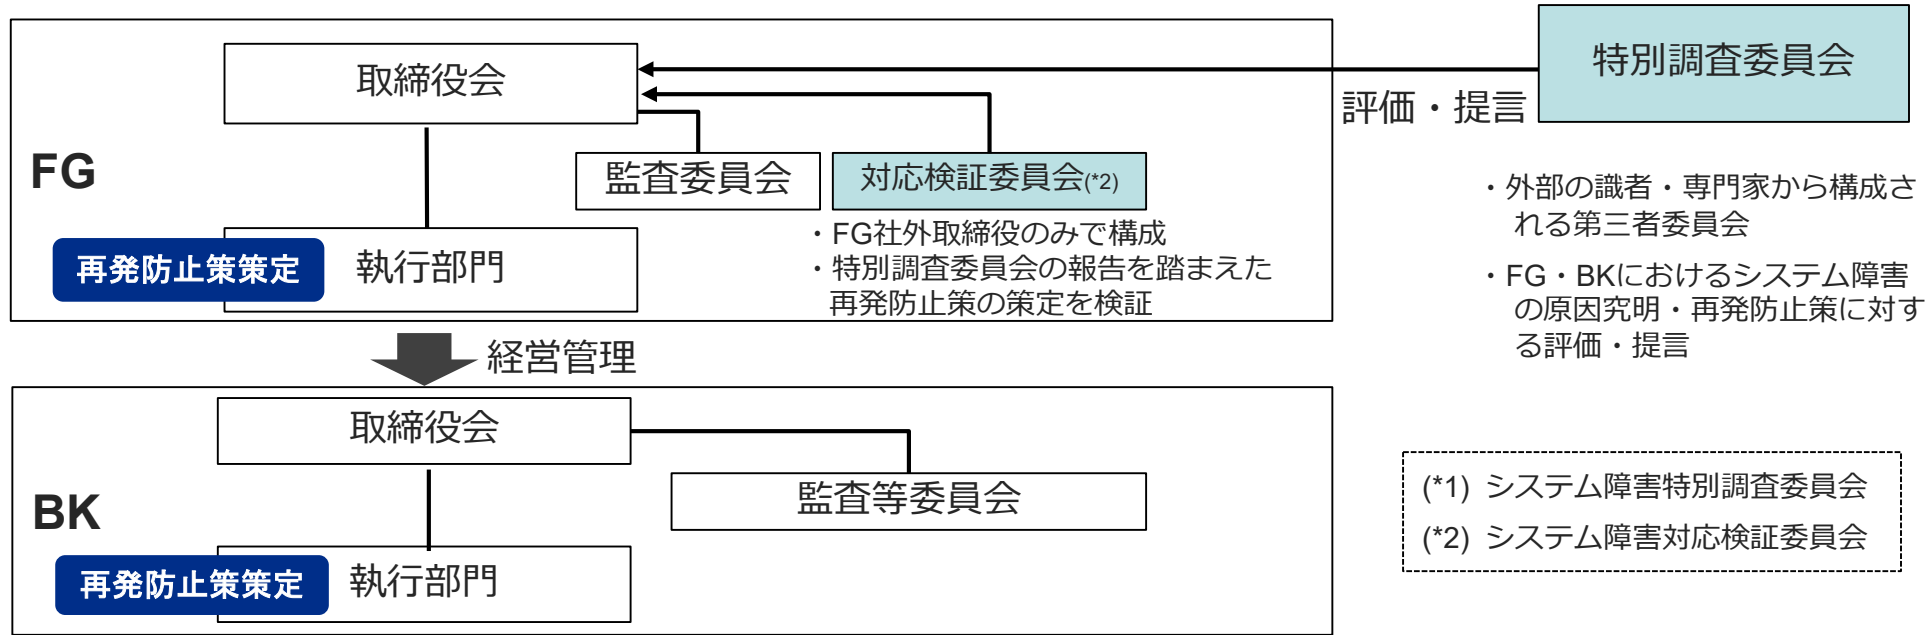 取締役会
特別調査委員会
評価・提言
FG
監査委員会
対応検証委員会(*2)
・FG社外取締役のみで構成
・特別調査委員会の報告を踏まえた
再発防止策の策定を検証
再発防止策策定
執行部門
・外部の識者・専門家から構成さ
れる第三者委員会
・FG・BKにおけるシステム障害
の原因究明・再発防止策に対す
る評価・提言
経営管理
取締役会
BK
監査等委員会
再発防止策策定
執行部門
(*1) システム障害特別調査委員会
(*2) システム障害対応検証委員会